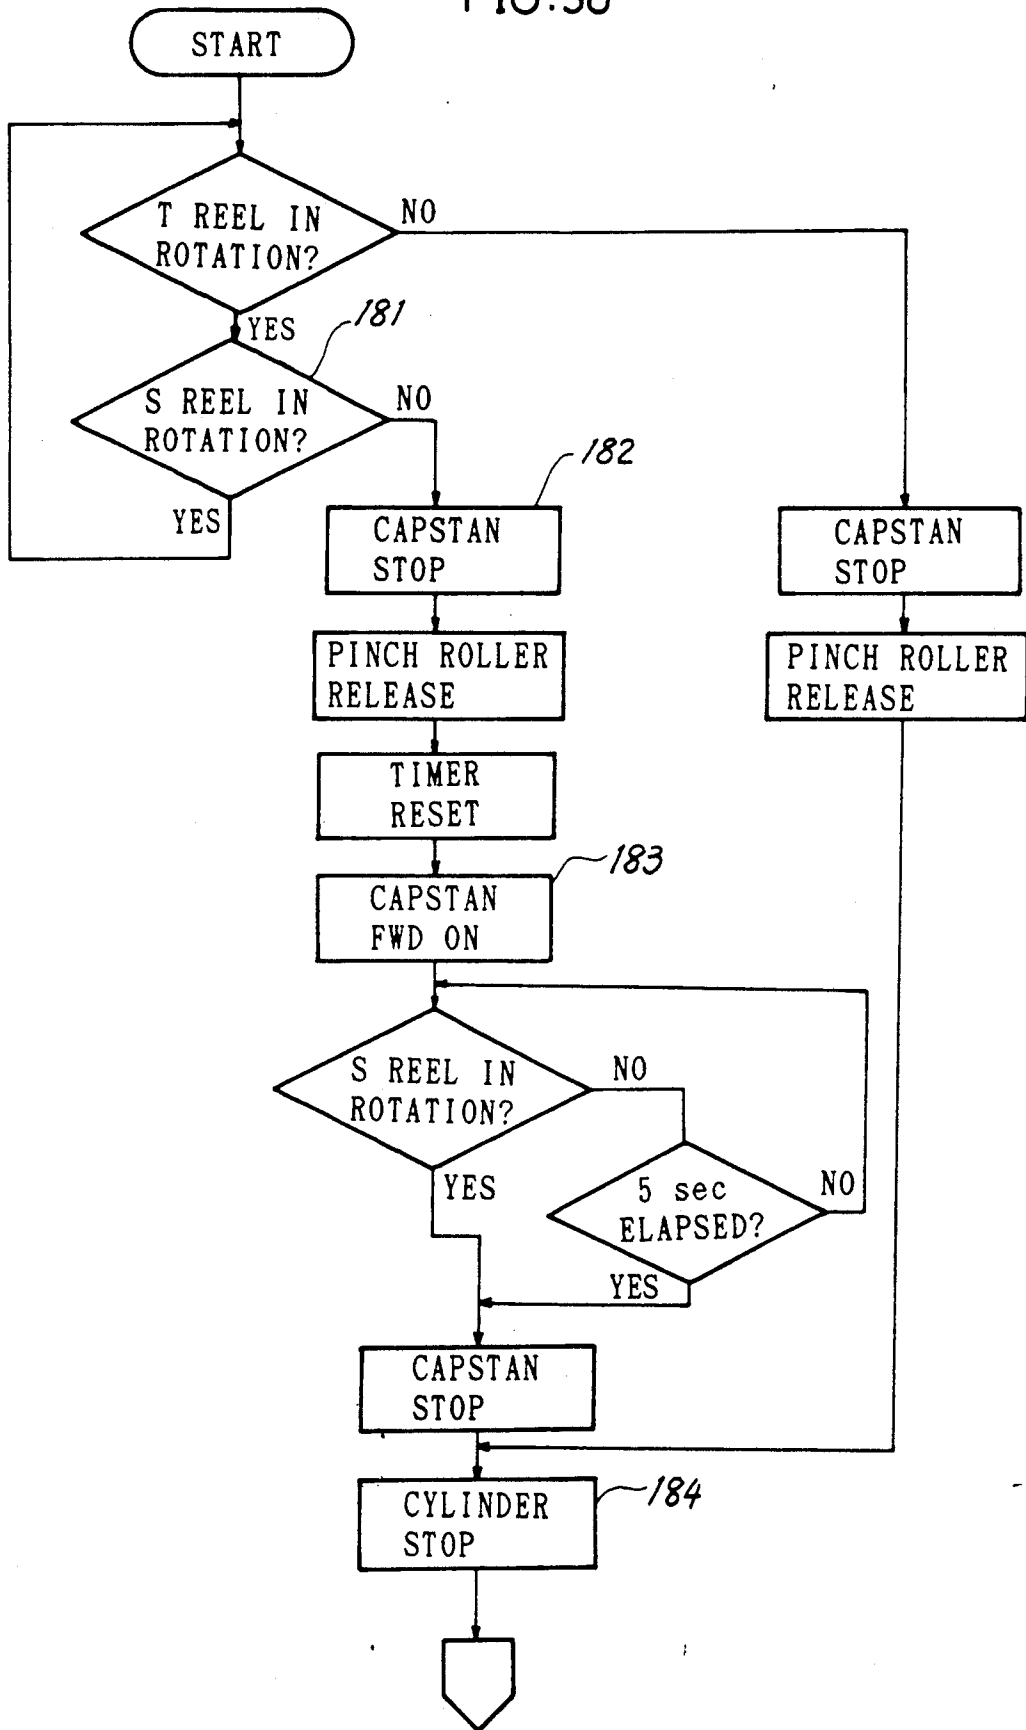 START
T REEL IN
ROTATION?
NO
YES
181
S REEL IN
ROTATION?
NO
YES
182
CAPSTAN
STOP
CAPSTAN
STOP
PINCH ROLLER
RELEASE
PINCH ROLLER
RELEASE
TIMER
RESET
183
CAPSTAN
FWD ON
S REEL IN
ROTATION?
NO
YES
5 sec
ELAPSED?
NO
YES
CAPSTAN
STOP
184
CYLINDER
STOP